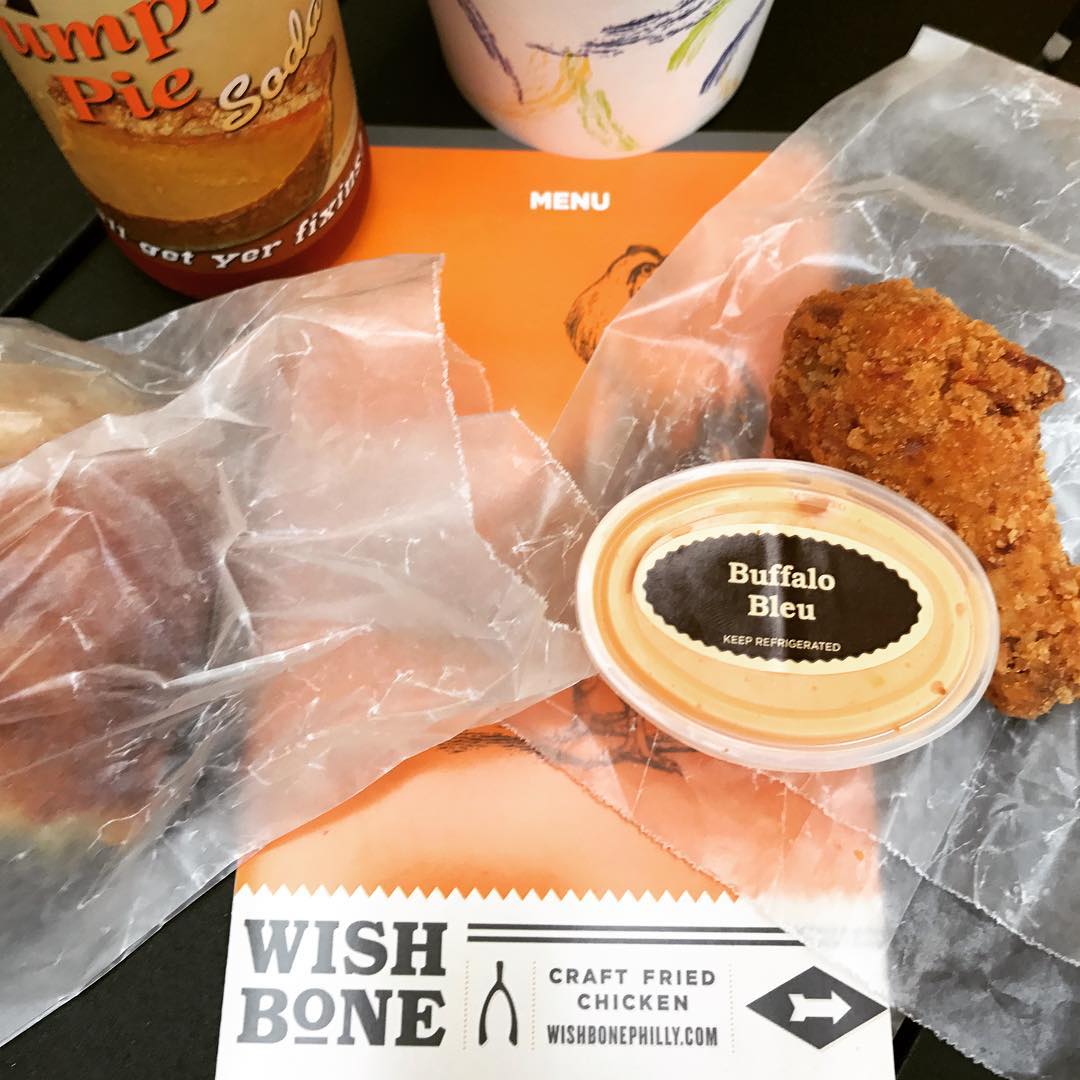 Pie
Soda
get yer fixins
MENU
Buffalo
Bleu
KEEP REFRIGERATED
WISH
BONE
CRAFT FRIED
CHICKEN
WISHBONEPHILLY.COM